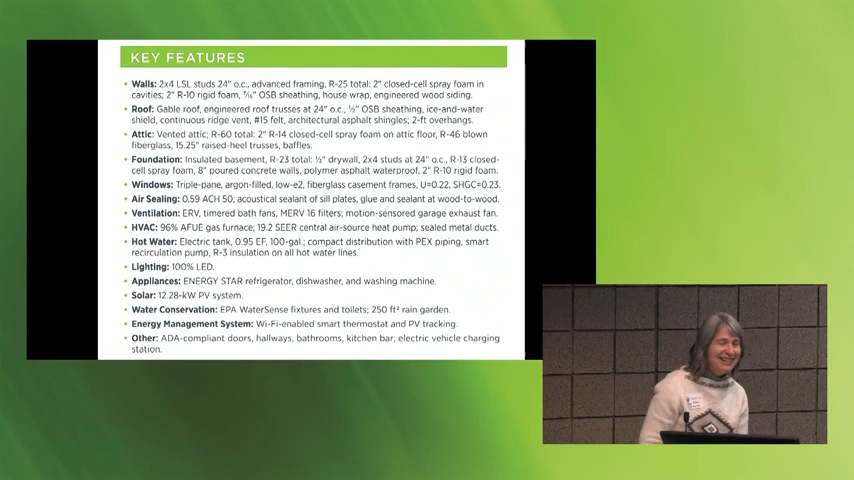 KEY FEATURES
• Walls: 2x4 LSL studs 24" o.c., advanced framing, R-25 total: 2" closed-cell spray foam in
cavities; 2" R-10 rigid foam, 7/16" OSB sheathing, house wrap, engineered wood siding.
• Roof: Gable roof, engineered roof trusses at 24" o.c., ½" OSB sheathing, ice-and-water
shield, continuous ridge vent, #15 felt, architectural asphalt shingles; 2-ft overhangs.
• Attic: Vented attic; R-60 total: 2" R-14 closed-cell spray foam on attic floor, R-46 blown
fiberglass, 15.25" raised-heel trusses, baffles.
• Foundation: Insulated basement, R-23 total: ½" drywall, 2x4 studs at 24" o.c., R-13 closed-
cell spray foam, 8" poured concrete walls, polymer asphalt waterproof, 2" R-10 rigid foam.
• Windows: Triple-pane, argon-filled, low-e2, fiberglass casement frames, U=0.22, SHGC=0.23.
• Air Sealing: 0.59 ACH 50; acoustical sealant of sill plates, glue and sealant at wood-to-wood.
• Ventilation: ERV, timered bath fans, MERV 16 filters; motion-sensored garage exhaust fan.
• HVAC: 96% AFUE gas furnace; 19.2 SEER central air-source heat pump; sealed metal ducts.
• Hot Water: Electric tank, 0.95 EF, 100-gal.; compact distribution with PEX piping, smart
recirculation pump, R-3 insulation on all hot water lines.
• Lighting: 100% LED.
• Appliances: ENERGY STAR refrigerator, dishwasher, and washing machine.
• Solar: 12.28-kW PV system.
• Water Conservation: EPA WaterSense fixtures and toilets; 250 ft² rain garden.
• Energy Management System: Wi-Fi-enabled smart thermostat and PV tracking.
• Other: ADA-compliant doors, hallways, bathrooms, kitchen bar; electric vehicle charging
station.